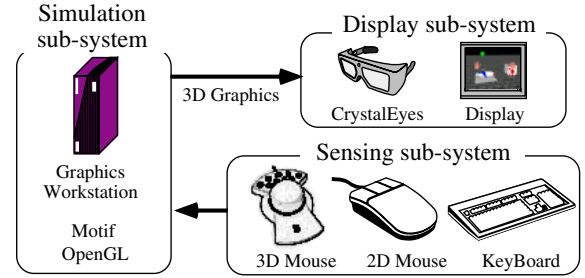 Simulation
sub-system
Graphics
Workstation
Motif
OpenGL
3D Graphics
Display sub-system
CrystalEyes Display
Sensing sub-system
3D Mouse 2D Mouse KeyBoard